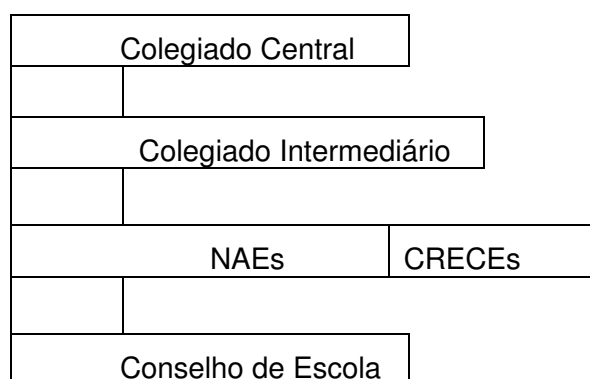 Colegiado Central
Colegiado Intermediário
NAEs CRECEs
Conselho de Escola